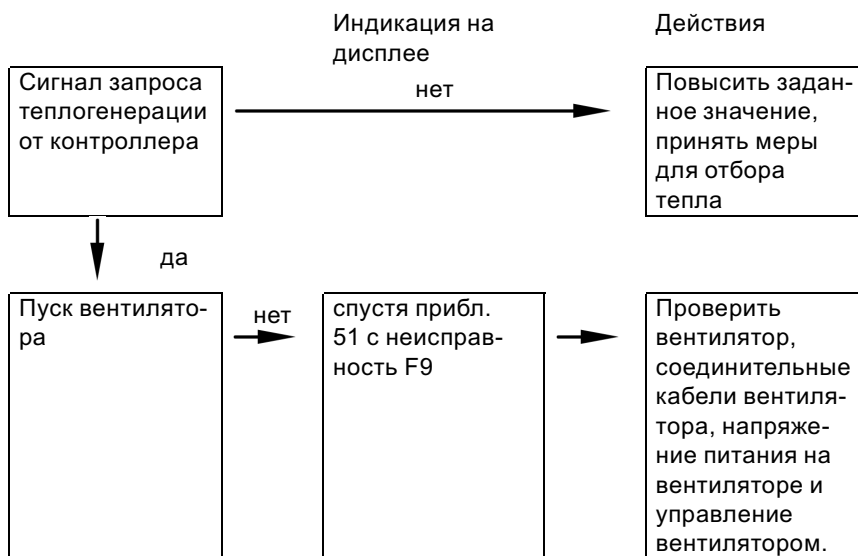 Индикация на
дисплее
Действия
Сигнал запроса
теплогенерации
от контроллера
нет
Повысить задан-
ное значение,
принять меры
для отбора
тепла
да
Пуск вентилято-
ра
нет
спустя прибл.
51 с неисправ-
ность F9
Проверить
вентилятор,
соединительные
кабели вентиля-
тора, напряже-
ние питания на
вентиляторе и
управление
вентилятором.